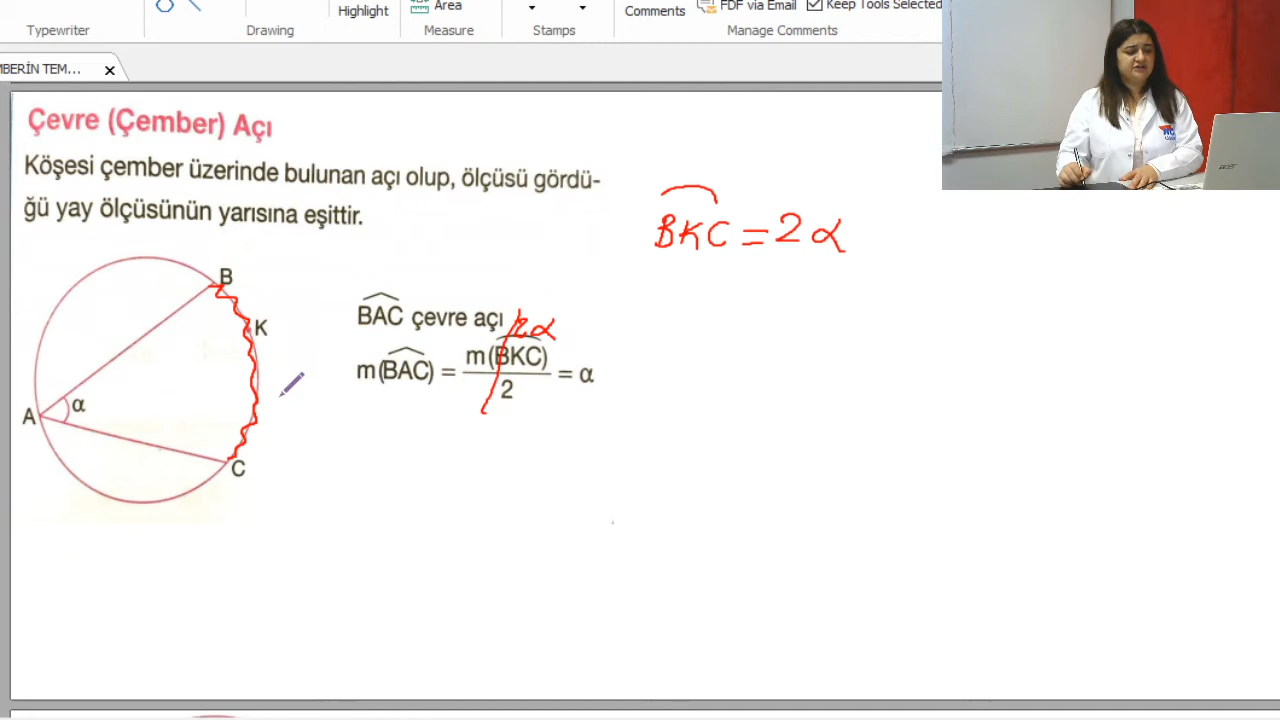 Highlight
Area
Comments
FDF via Email
Keep Tools Selected
Typewriter
Drawing
Measure
Stamps
Manage Comments
MBERİN TEM...
Çevre (Çember) Açı
Köşesi çember üzerinde bulunan açı olup, ölçüsü gördü-
ğü yay ölçüsünün yarısına eşittir.
BKC = 2α
B
K
A
α
C
BAC çevre açı
2α
m(BAC) = m(BKC) / 2 = α
acer